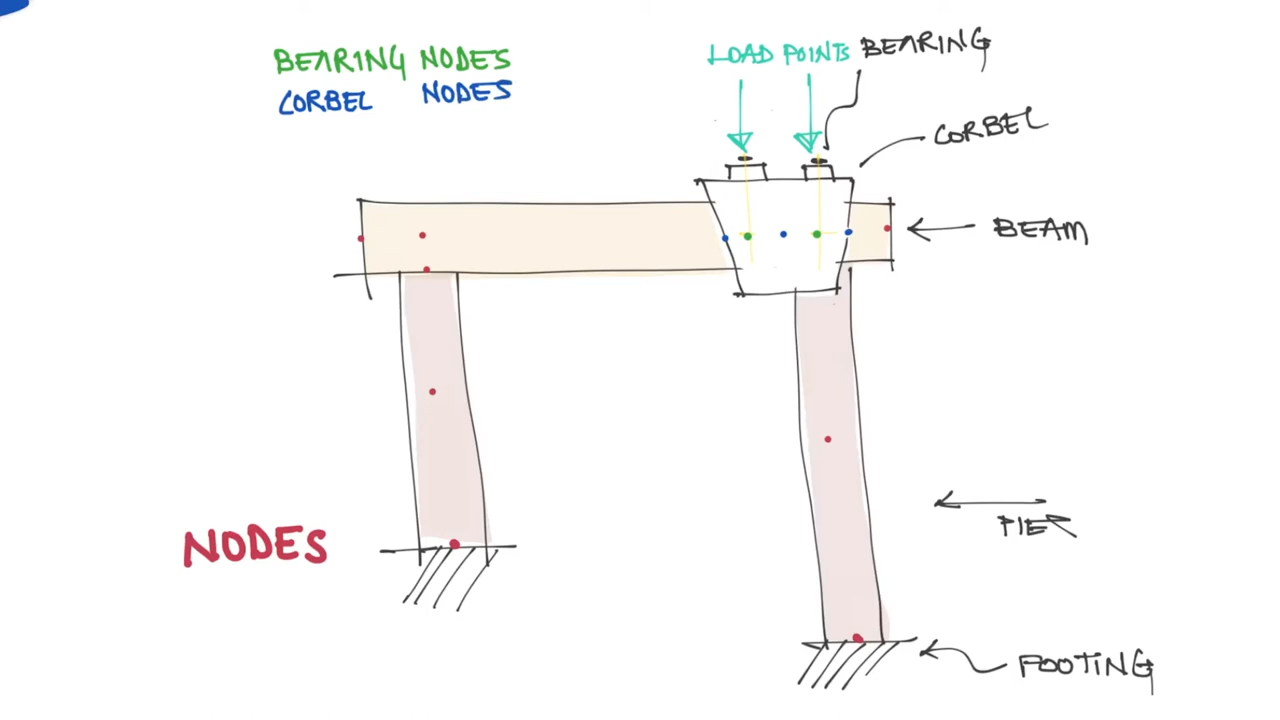 BEARING NODES
CORBEL NODES
LOAD POINTS
BEARING
CORBEL
BEAM
NODES
PIER
FOOTING